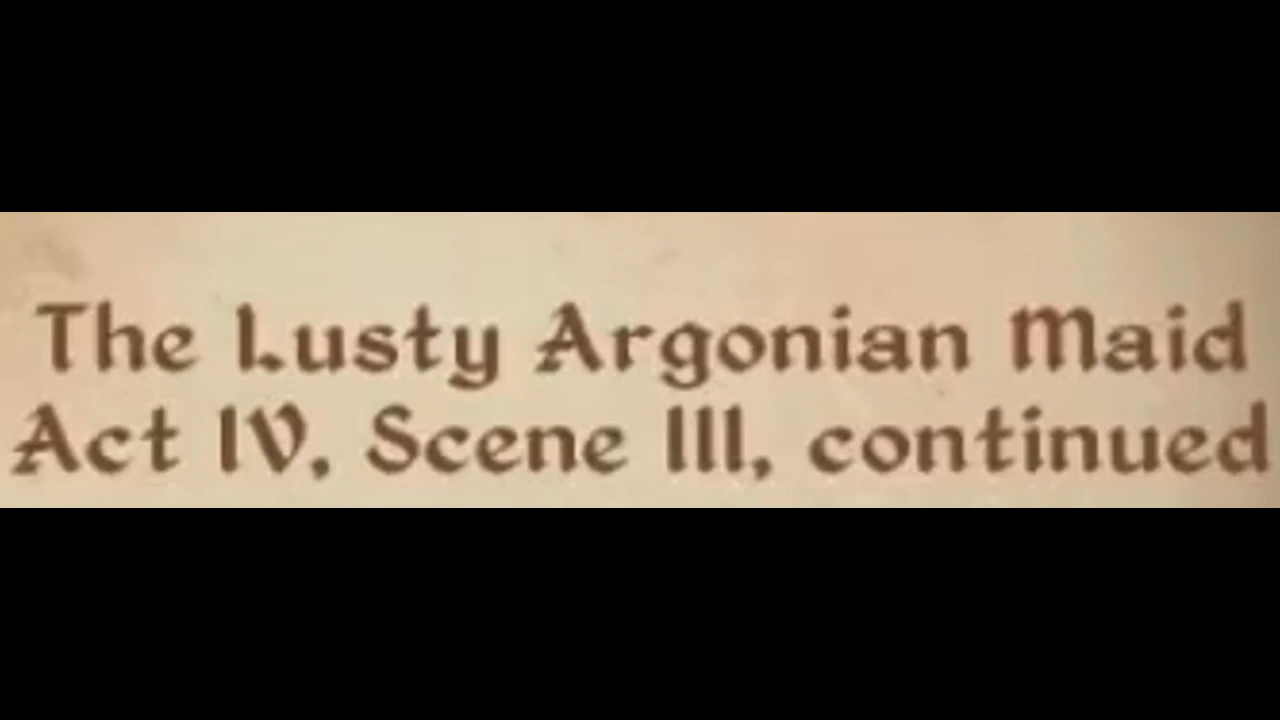 The Lusty Argonian Maid
Act IV, Scene III, continued